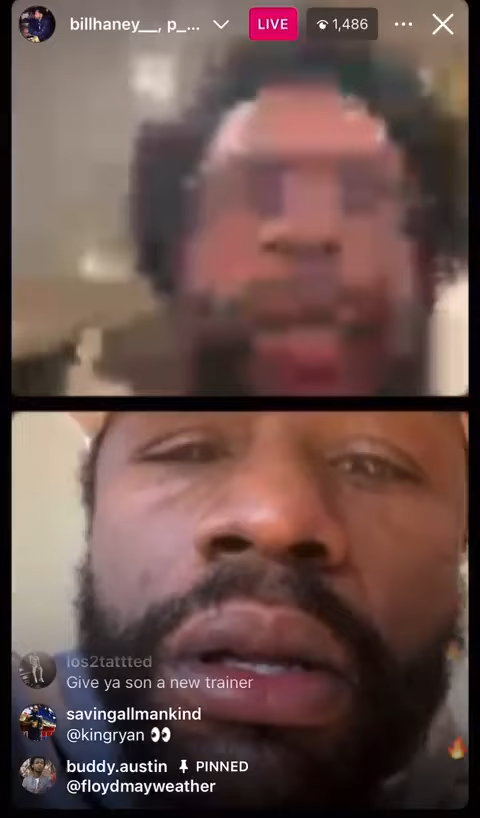 billhaney__, p_...
LIVE
1,486
los2tattted
Give ya son a new trainer
savingallmankind
@kingryan 👀
buddy.austin PINNED
@floydmayweather